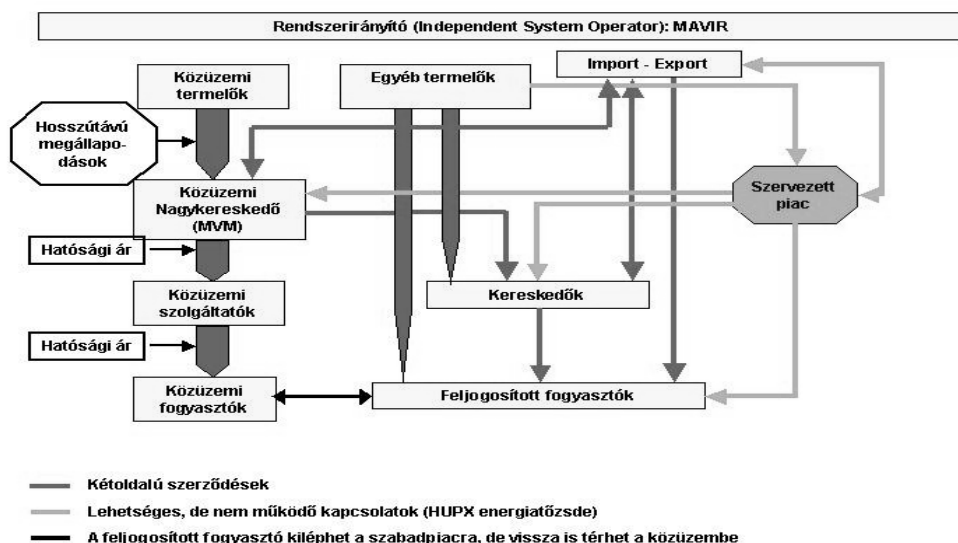 Rendszerirányító (Independent System Operator): MAVIR
Közüzemi
termelők
Egyéb termelők
Import - Export
Hosszútávú
megállapo-
dások
Közüzemi
Nagykereskedő
(MVM)
Szervezett
piac
Hatósági ár
Közüzemi
szolgáltatók
Kereskedők
Hatósági ár
Közüzemi
fogyasztók
Feljogosított fogyasztók
Kétoldalú szerződések
Lehetséges, de nem működő kapcsolatok (HUPX energiatőzsde)
A feljogosított fogyasztó kiléphet a szabadpiacra, de vissza is térhet a közüzembe